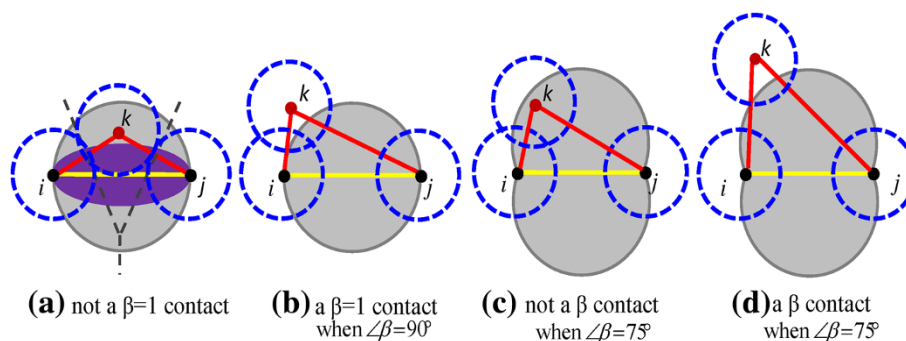 k
i
j
k
i
j
k
i
j
k
i
j
(a) not a β=1 contact
(b) a β=1 contact
when ∠β=90°
(c) not a β contact
when ∠β=75°
(d) a β contact
when ∠β=75°